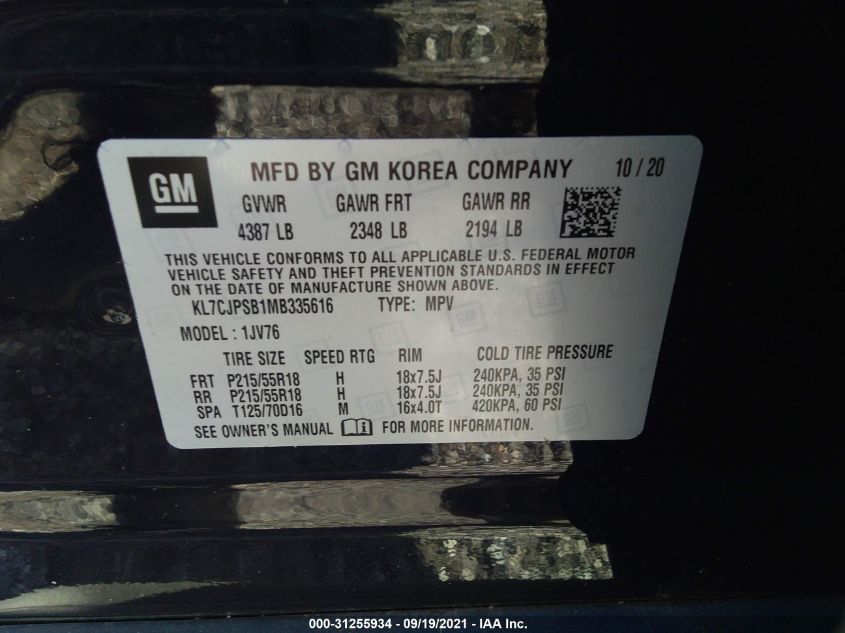 GM
MFD BY GM KOREA COMPANY 10 / 20
GVWR GAWR FRT GAWR RR
4387 LB 2348 LB 2194 LB
THIS VEHICLE CONFORMS TO ALL APPLICABLE U.S. FEDERAL MOTOR
VEHICLE SAFETY AND THEFT PREVENTION STANDARDS IN EFFECT
ON THE DATE OF MANUFACTURE SHOWN ABOVE.
KL7CJPSB1MB335616 TYPE: MPV
MODEL : 1JV76
TIRE SIZE SPEED RTG RIM COLD TIRE PRESSURE
FRT P215/55R18 H 18x7.5J 240KPA, 35 PSI
RR P215/55R18 H 18x7.5J 240KPA, 35 PSI
SPA T125/70D16 M 16x4.0T 420KPA, 60 PSI
SEE OWNER'S MANUAL FOR MORE INFORMATION.
000-31255934 - 09/19/2021 - IAA Inc.